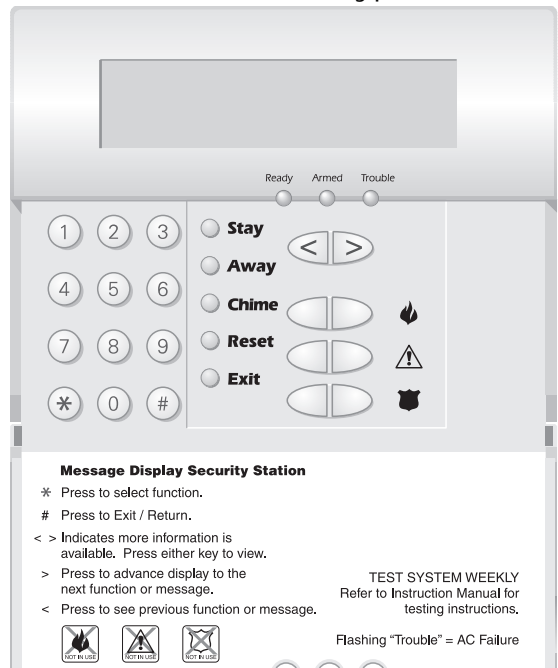 Ready Armed Trouble
1 2 3
Stay
< >
Away
4 5 6
Chime
7 8 9
Reset
Exit
* 0 #
Message Display Security Station
* Press to select function.
# Press to Exit / Return.
< > Indicates more information is
available. Press either key to view.
> Press to advance display to the
next function or message.
< Press to see previous function or message.
TEST SYSTEM WEEKLY
Refer to Instruction Manual for
testing instructions.
Flashing “Trouble” = AC Failure
NOT IN USE NOT IN USE NOT IN USE